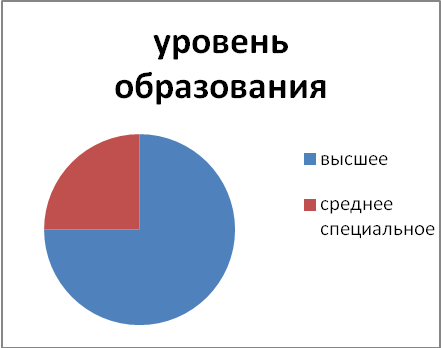 уровень
образования
высшее
среднее
специальное